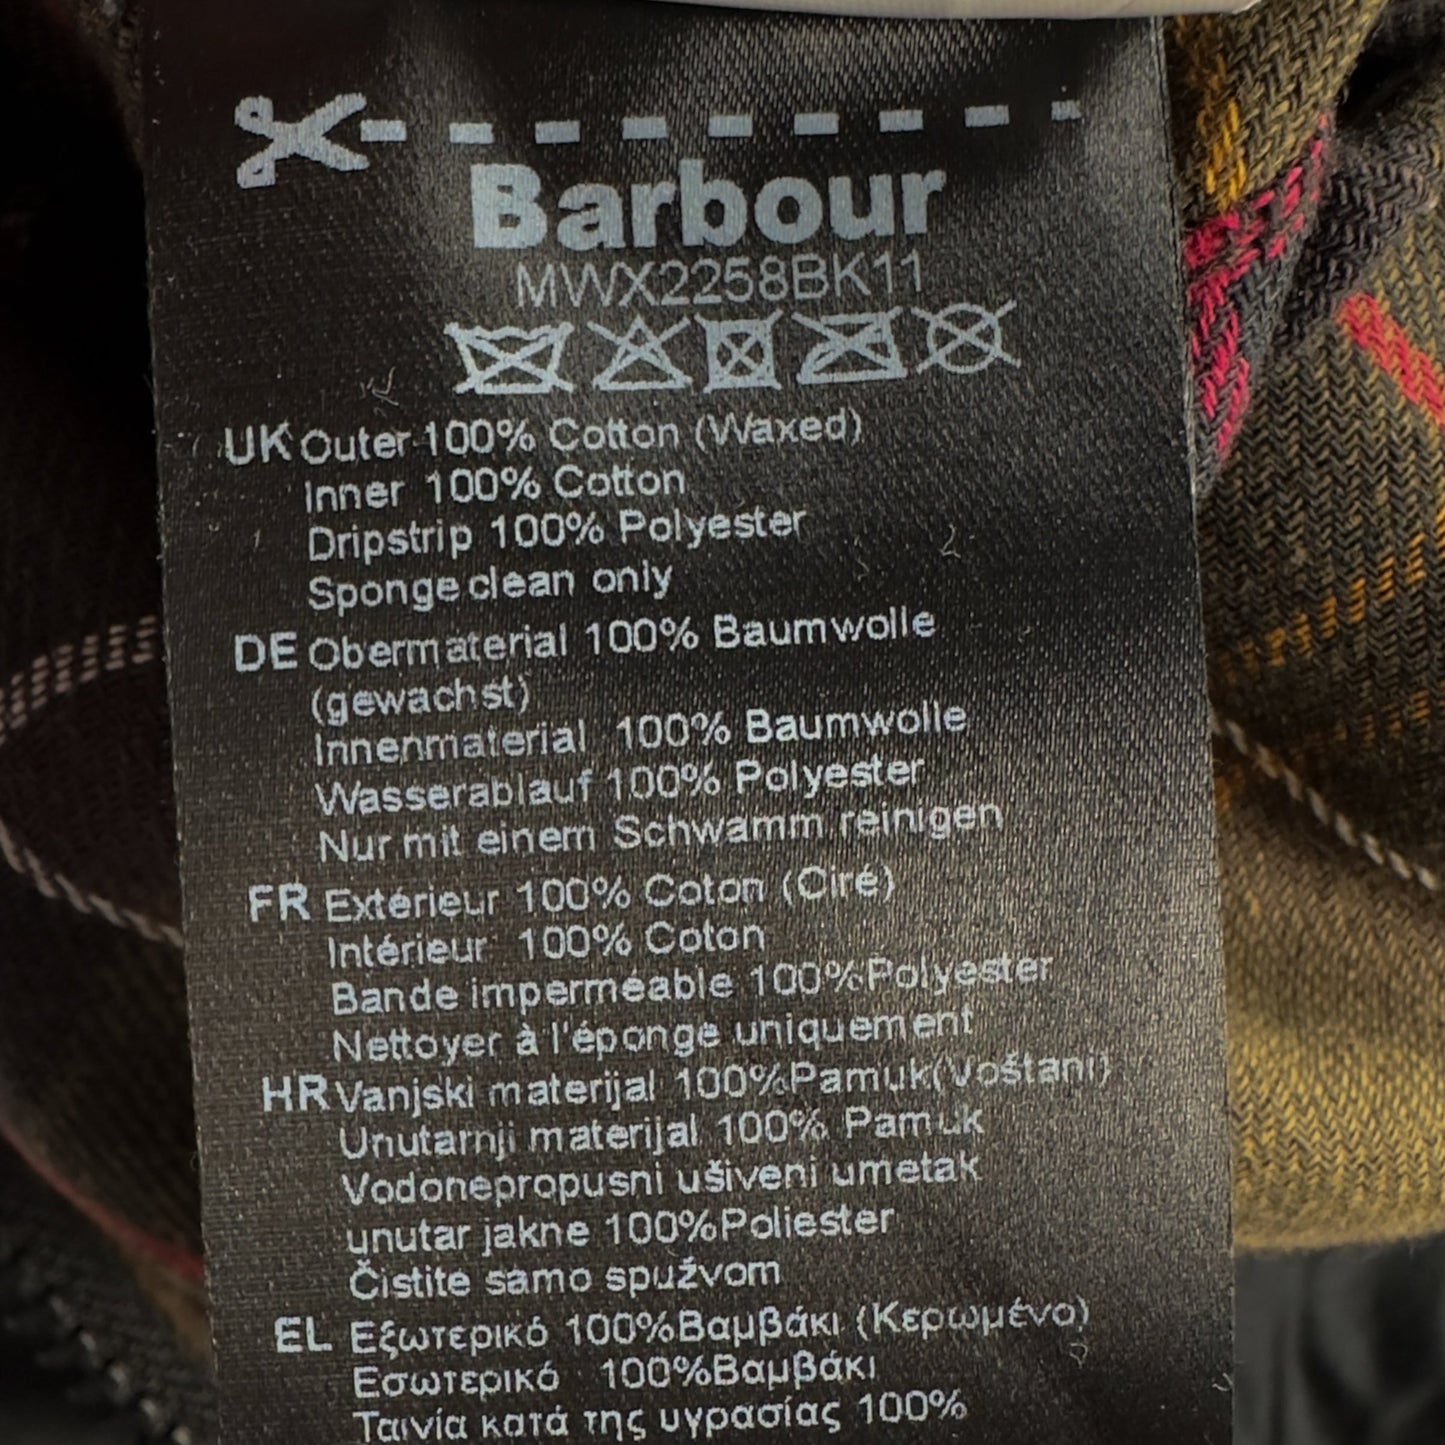 Barbour
MWX2258BK11
UK Outer 100% Cotton (Waxed)
Inner 100% Cotton
Dripstrip 100% Polyester
Sponge clean only
DE Obermaterial 100% Baumwolle
(gewachst)
Innenmaterial 100% Baumwolle
Wasserablauf 100% Polyester
Nur mit einem Schwamm reinigen
FR Extérieur 100% Coton (Ciré)
Intérieur 100% Coton
Bande imperméable 100%Polyester
Nettoyer à l'éponge uniquement
HR Vanjski materijal 100%Pamuk(Voštani)
Unutarnji materijal 100% Pamuk
Vodonepropusni ušiveni umetak
unutar jakne 100%Poliester
Čistite samo spužvom
EL Εξωτερικό 100%Βαμβάκι (Κερωμένο)
Εσωτερικό 100%Βαμβάκι
Ταινία κατά της υγρασίας 100%